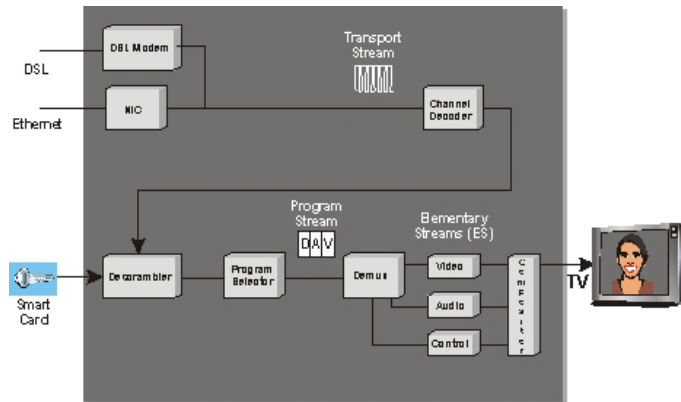 DSL Modem
Transport
Stream
DSL
NIC
Channel
Decoder
Ethernet
Program
Stream
D A V
Elementary
Streams (ES)
Descrambler
Program
Selector
Demux
Video
Compositer
TV
Audio
Smart
Card
Control